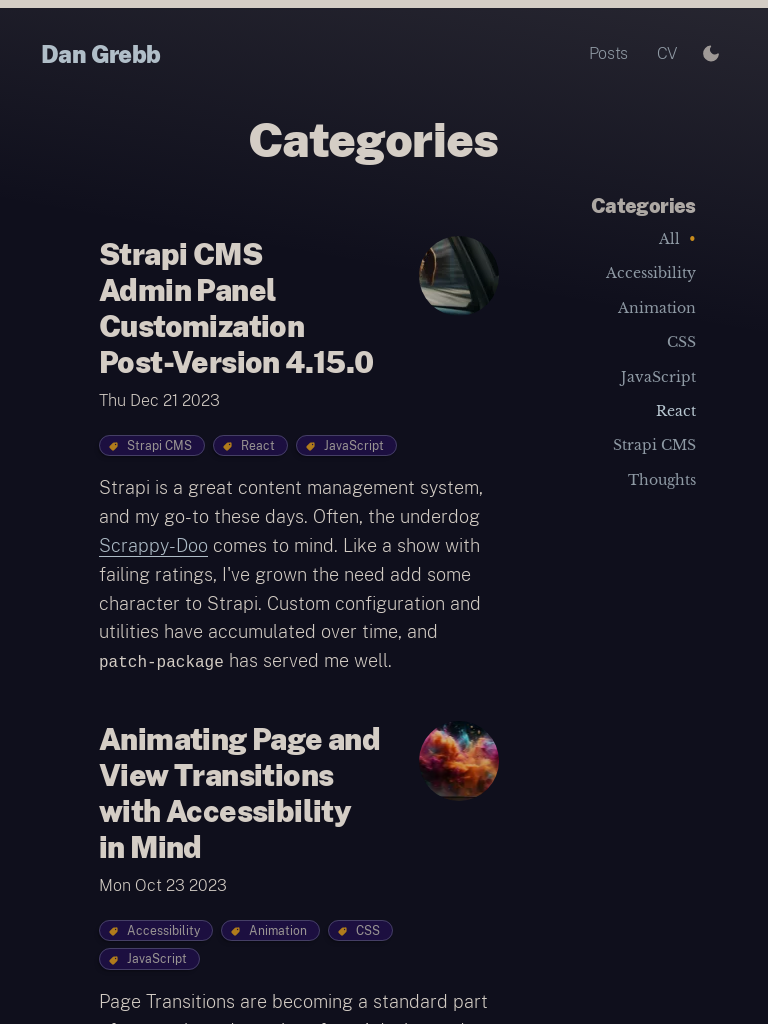 Dan Grebb
Posts
CV
Categories
Strapi CMS
Admin Panel
Customization
Post-Version 4.15.0
Thu Dec 21 2023
Strapi CMS
React
JavaScript
Strapi is a great content management system,
and my go-to these days. Often, the underdog
Scrappy-Doo comes to mind. Like a show with
failing ratings, I've grown the need add some
character to Strapi. Custom configuration and
utilities have accumulated over time, and
patch-package has served me well.
Animating Page and
View Transitions
with Accessibility
in Mind
Mon Oct 23 2023
Accessibility
Animation
CSS
JavaScript
Page Transitions are becoming a standard part
Categories
All
Accessibility
Animation
CSS
JavaScript
React
Strapi CMS
Thoughts